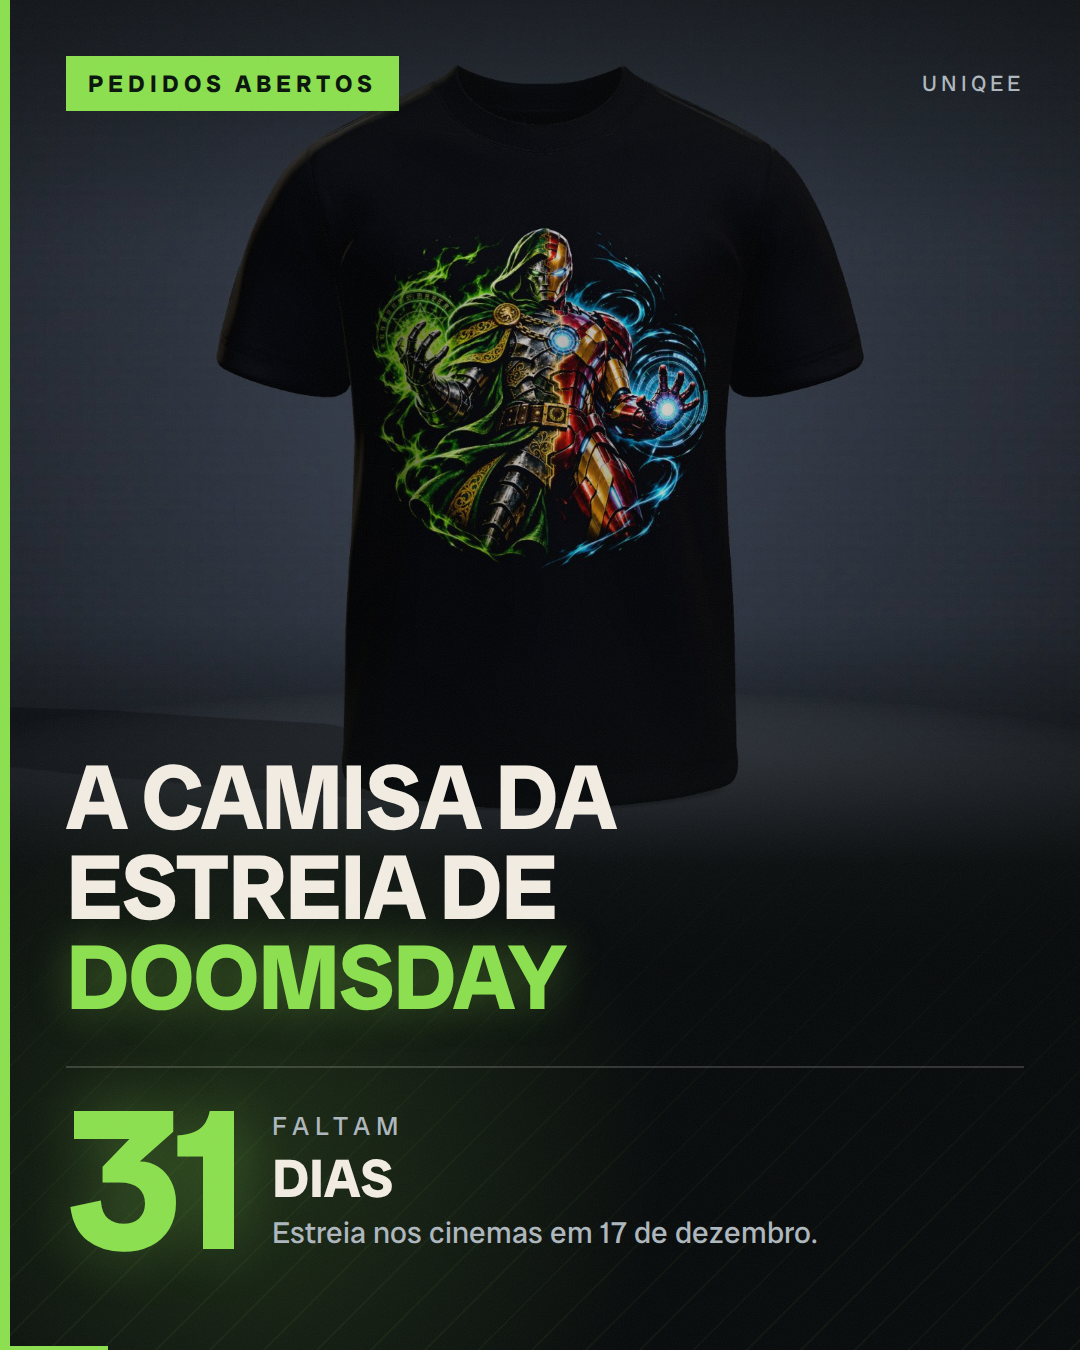 PEDIDOS ABERTOS
UNIQEE
A CAMISA DA
ESTREIA DE
DOOMSDAY
31
FALTAM
DIAS
Estreia nos cinemas em 17 de dezembro.